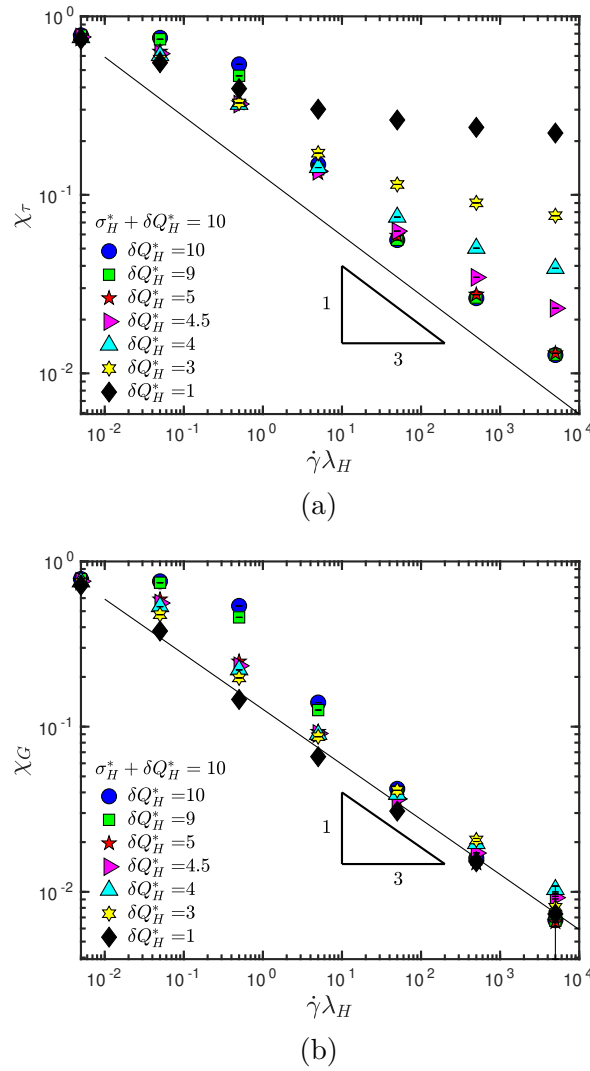 10^0
10^-1
10^-2
χ_τ
σ*_H + δQ*_H = 10
δQ*_H =10
δQ*_H =9
δQ*_H =5
δQ*_H =4.5
δQ*_H =4
δQ*_H =3
δQ*_H =1
1
3
10^-2 10^-1 10^0 10^1 10^2 10^3 10^4
γ̇λ_H
(a)
10^0
10^-1
10^-2
χ_G
σ*_H + δQ*_H = 10
δQ*_H =10
δQ*_H =9
δQ*_H =5
δQ*_H =4.5
δQ*_H =4
δQ*_H =3
δQ*_H =1
1
3
10^-2 10^-1 10^0 10^1 10^2 10^3 10^4
γ̇λ_H
(b)